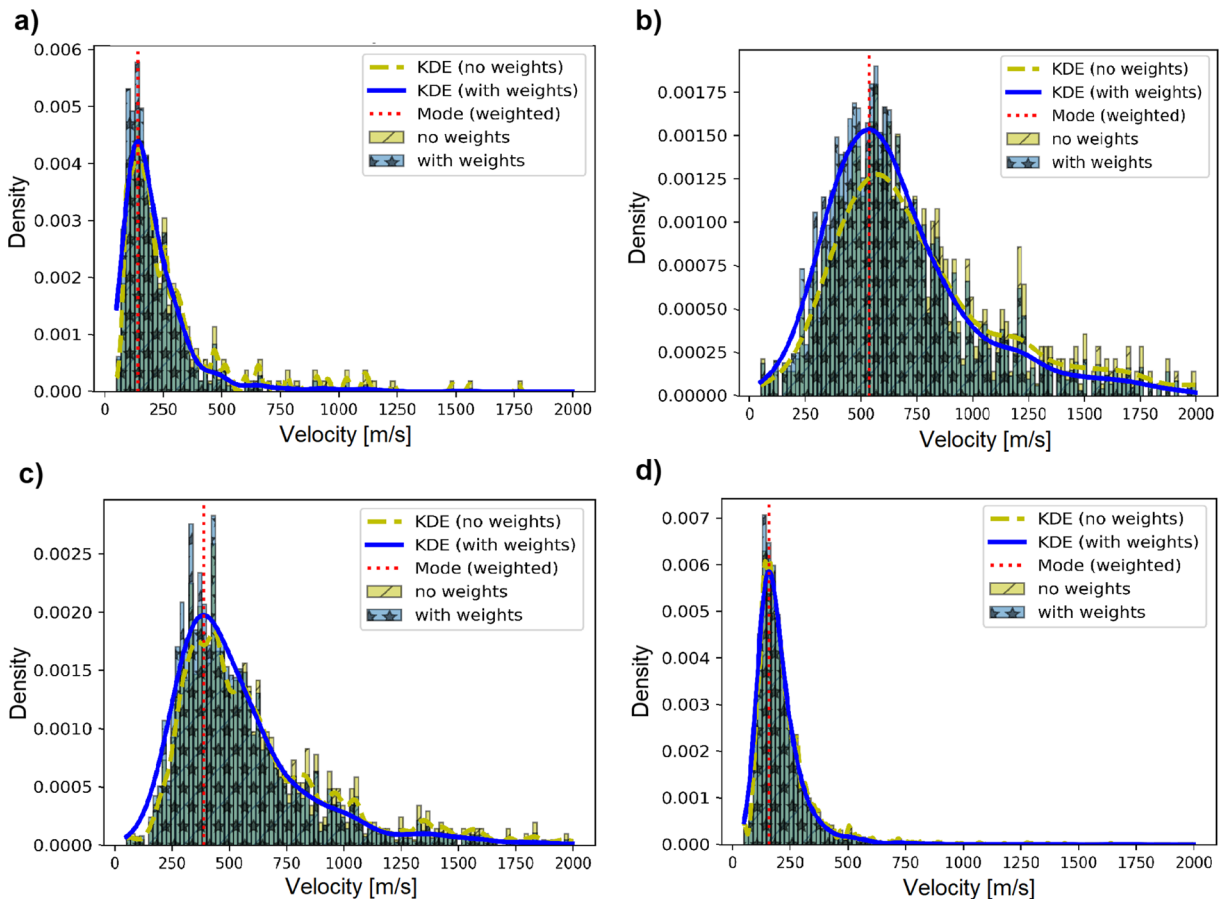 a)
0.006
0.005
0.004
0.003
0.002
0.001
0.000
Density
KDE (no weights)
KDE (with weights)
Mode (weighted)
no weights
with weights
0 250 500 750 1000 1250 1500 1750 2000
Velocity [m/s]
b)
0.00175
0.00150
0.00125
0.00100
0.00075
0.00050
0.00025
0.00000
Density
KDE (no weights)
KDE (with weights)
Mode (weighted)
no weights
with weights
0 250 500 750 1000 1250 1500 1750 2000
Velocity [m/s]
c)
0.0025
0.0020
0.0015
0.0010
0.0005
0.0000
Density
KDE (no weights)
KDE (with weights)
Mode (weighted)
no weights
with weights
0 250 500 750 1000 1250 1500 1750 2000
Velocity [m/s]
d)
0.007
0.006
0.005
0.004
0.003
0.002
0.001
0.000
Density
KDE (no weights)
KDE (with weights)
Mode (weighted)
no weights
with weights
0 250 500 750 1000 1250 1500 1750 2000
Velocity [m/s]